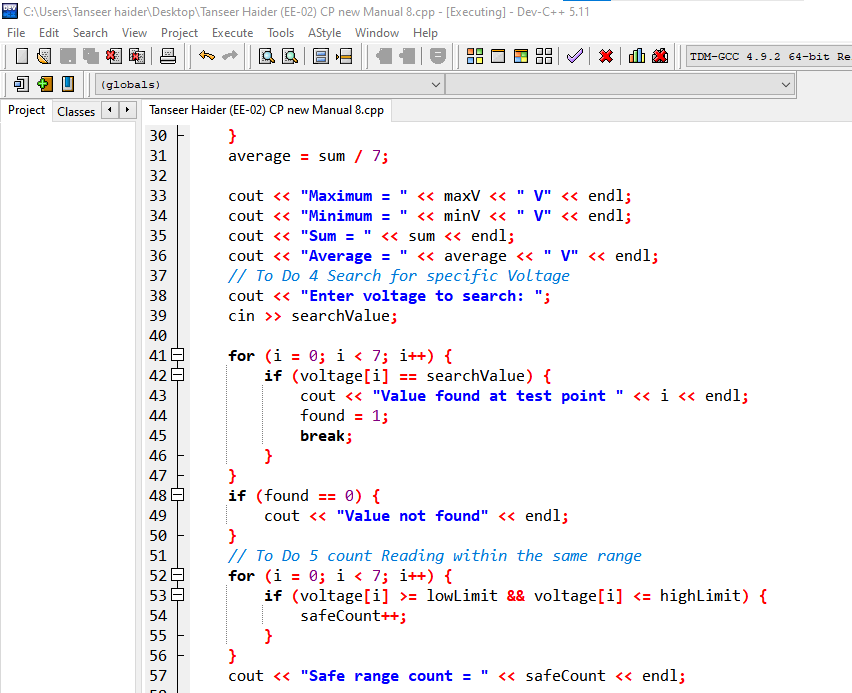 C:\Users\Tanseer haider\Desktop\Tanseer Haider (EE-02) CP new Manual 8.cpp - [Executing] - Dev-C++ 5.11
File Edit Search View Project Execute Tools AStyle Window Help
TDM-GCC 4.9.2 64-bit Re
(globals)
Project Classes Tanseer Haider (EE-02) CP new Manual 8.cpp
30 }
31 average = sum / 7;
32
33 cout << "Maximum = " << maxV << " V" << endl;
34 cout << "Minimum = " << minV << " V" << endl;
35 cout << "Sum = " << sum << endl;
36 cout << "Average = " << average << " V" << endl;
37 // To Do 4 Search for specific Voltage
38 cout << "Enter voltage to search: ";
39 cin >> searchValue;
40
41 for (i = 0; i < 7; i++) {
42 if (voltage[i] == searchValue) {
43 cout << "Value found at test point " << i << endl;
44 found = 1;
45 break;
46 }
47 }
48 if (found == 0) {
49 cout << "Value not found" << endl;
50 }
51 // To Do 5 count Reading within the same range
52 for (i = 0; i < 7; i++) {
53 if (voltage[i] >= lowLimit && voltage[i] <= highLimit) {
54 safeCount++;
55 }
56 }
57 cout << "Safe range count = " << safeCount << endl;